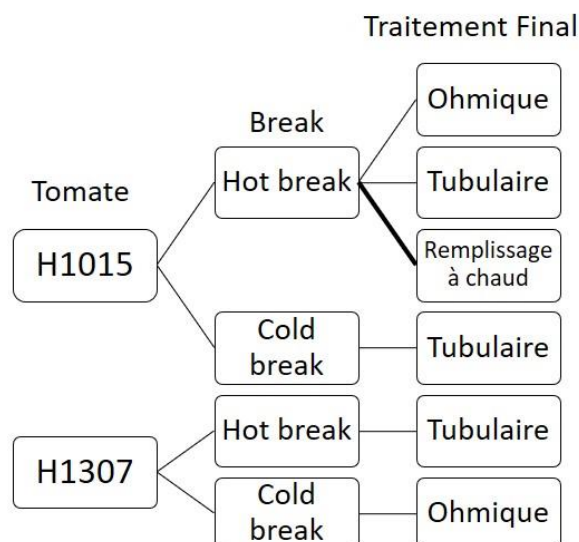 Traitement Final
Ohmique
Break
Hot break
Tubulaire
Tomate
H1015
Remplissage
à chaud
Cold
break
Tubulaire
Hot break
Tubulaire
H1307
Cold
break
Ohmique